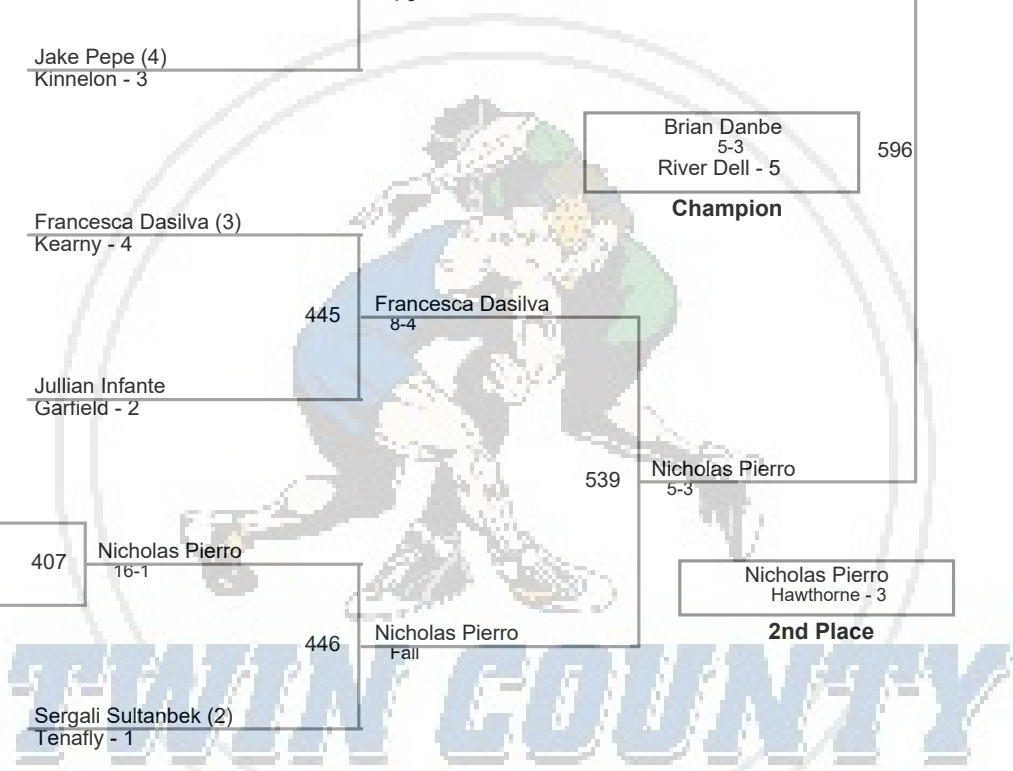 Jake Pepe (4)
Kinnelon - 3
Brian Danbe
5-3
River Dell - 5
596
Champion
Francesca Dasilva (3)
Kearny - 4
445
Francesca Dasilva
8-4
Jullian Infante
Garfield - 2
539
Nicholas Pierro
5-3
407
Nicholas Pierro
16-1
Nicholas Pierro
Hawthorne - 3
2nd Place
446
Nicholas Pierro
Fall
Sergali Sultanbek (2)
Tenafly - 1
TWIN COUNTY